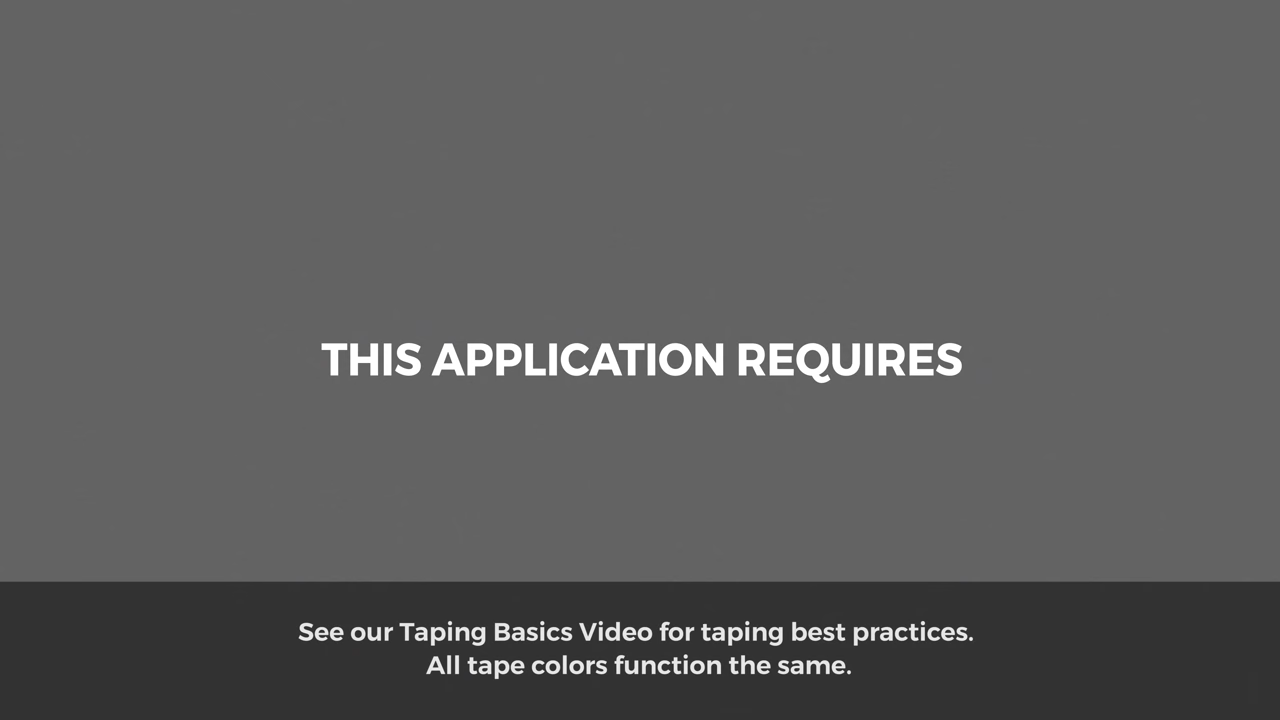 THIS APPLICATION REQUIRES
See our Taping Basics Video for taping best practices.
All tape colors function the same.